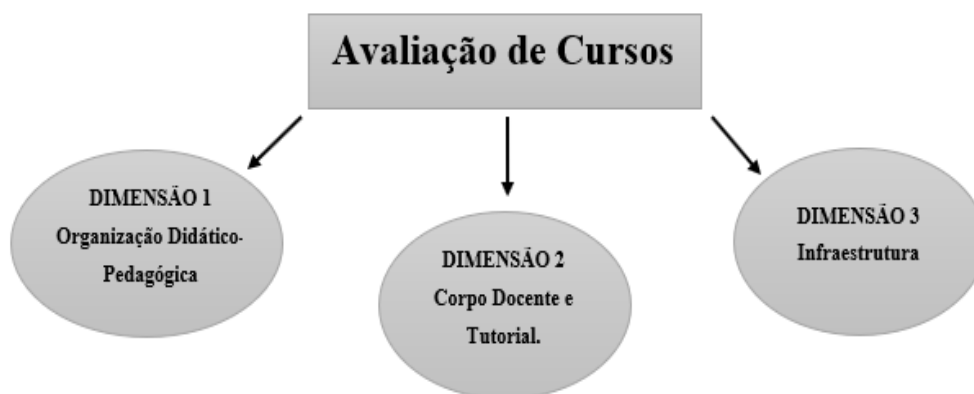 Avaliação de Cursos
DIMENSÃO 1
Organização Didático-
Pedagógica
DIMENSÃO 2
Corpo Docente e
Tutorial.
DIMENSÃO 3
Infraestrutura